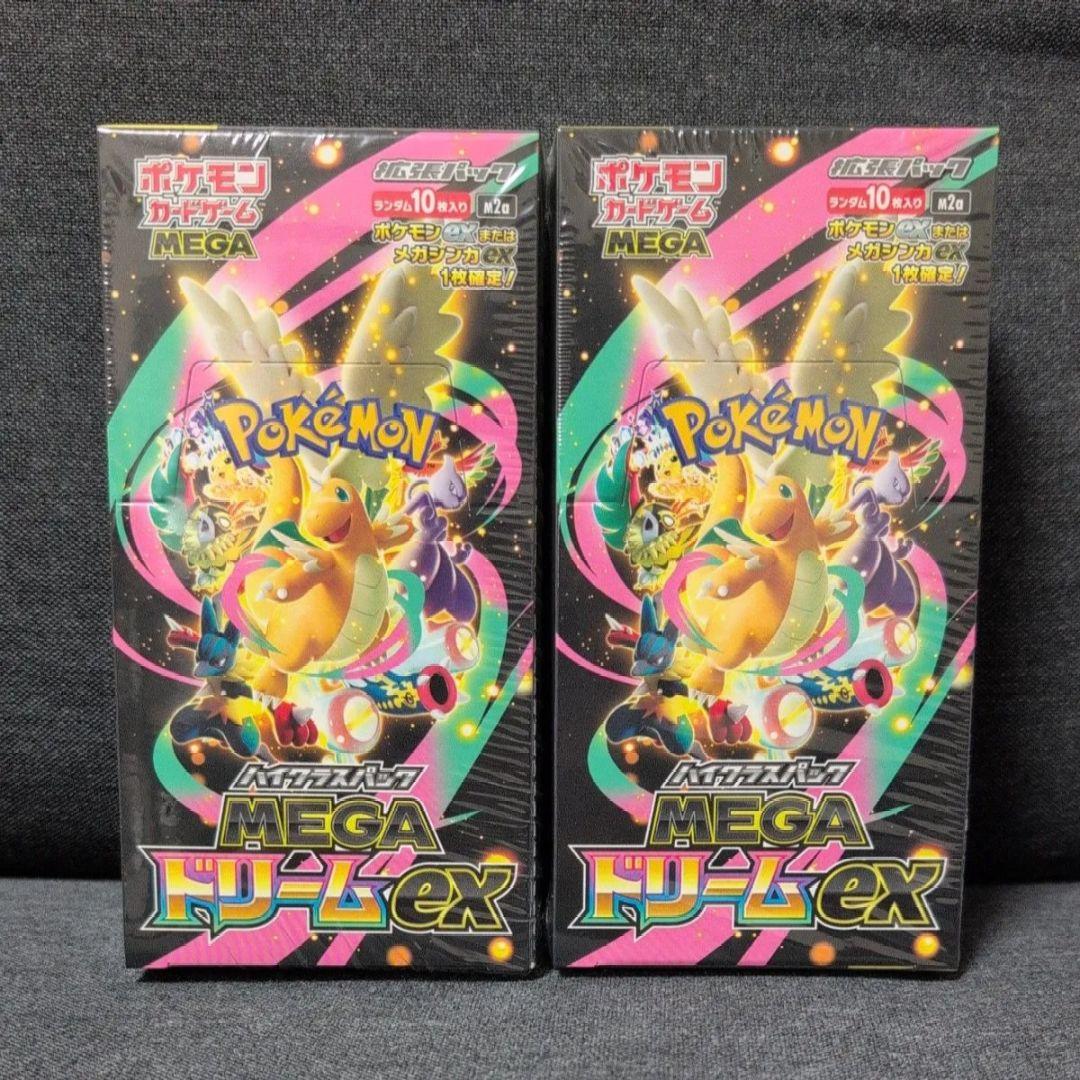 ポケモン
カードゲーム
MEGA
拡張パック
ランダム10枚入り M2a
ポケモンexまたは
メガシンカex
1枚確定!
POKÉMON
ハイクラスパック
MEGA
ドリームex
ポケモン
カードゲーム
MEGA
拡張パック
ランダム10枚入り M2a
ポケモンexまたは
メガシンカex
1枚確定!
POKÉMON
ハイクラスパック
MEGA
ドリームex